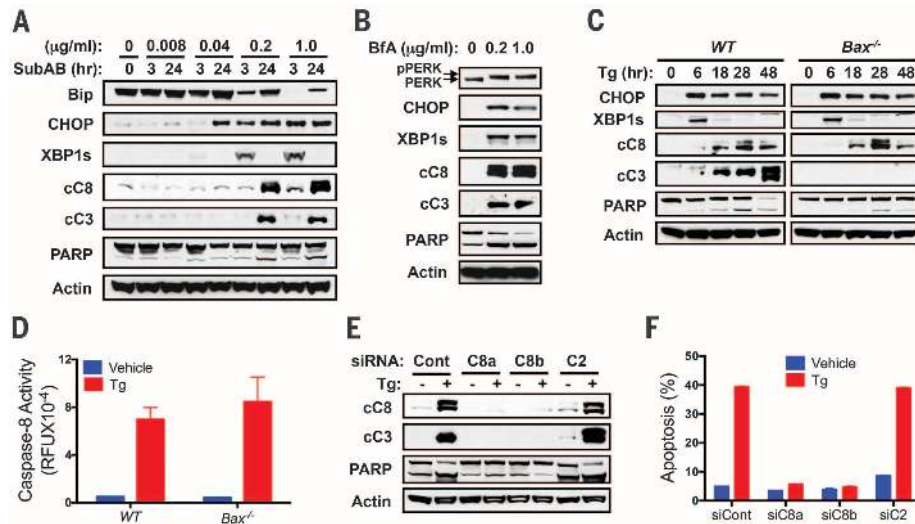 A
(μg/ml): 0 0.008 0.04 0.2 1.0
SubAB (hr): 0 3 24 3 24 3 24 3 24
Bip
CHOP
XBP1s
cC8
cC3
PARP
Actin
B
BfA (μg/ml): 0 0.2 1.0
pPERK
PERK
CHOP
XBP1s
cC8
cC3
PARP
Actin
C
WT Bax-/-
Tg (hr): 0 6 18 28 48 0 6 18 28 48
CHOP
XBP1s
cC8
cC3
PARP
Actin
D
Caspase-8 Activity
(RFUX10-4)
12
8
4
0
Vehicle
Tg
WT Bax-/-
E
siRNA: Cont C8a C8b C2
Tg: - + - + - + - +
cC8
cC3
PARP
Actin
F
Apoptosis (%)
50
40
30
20
10
0
Vehicle
Tg
siCont siC8a siC8b siC2